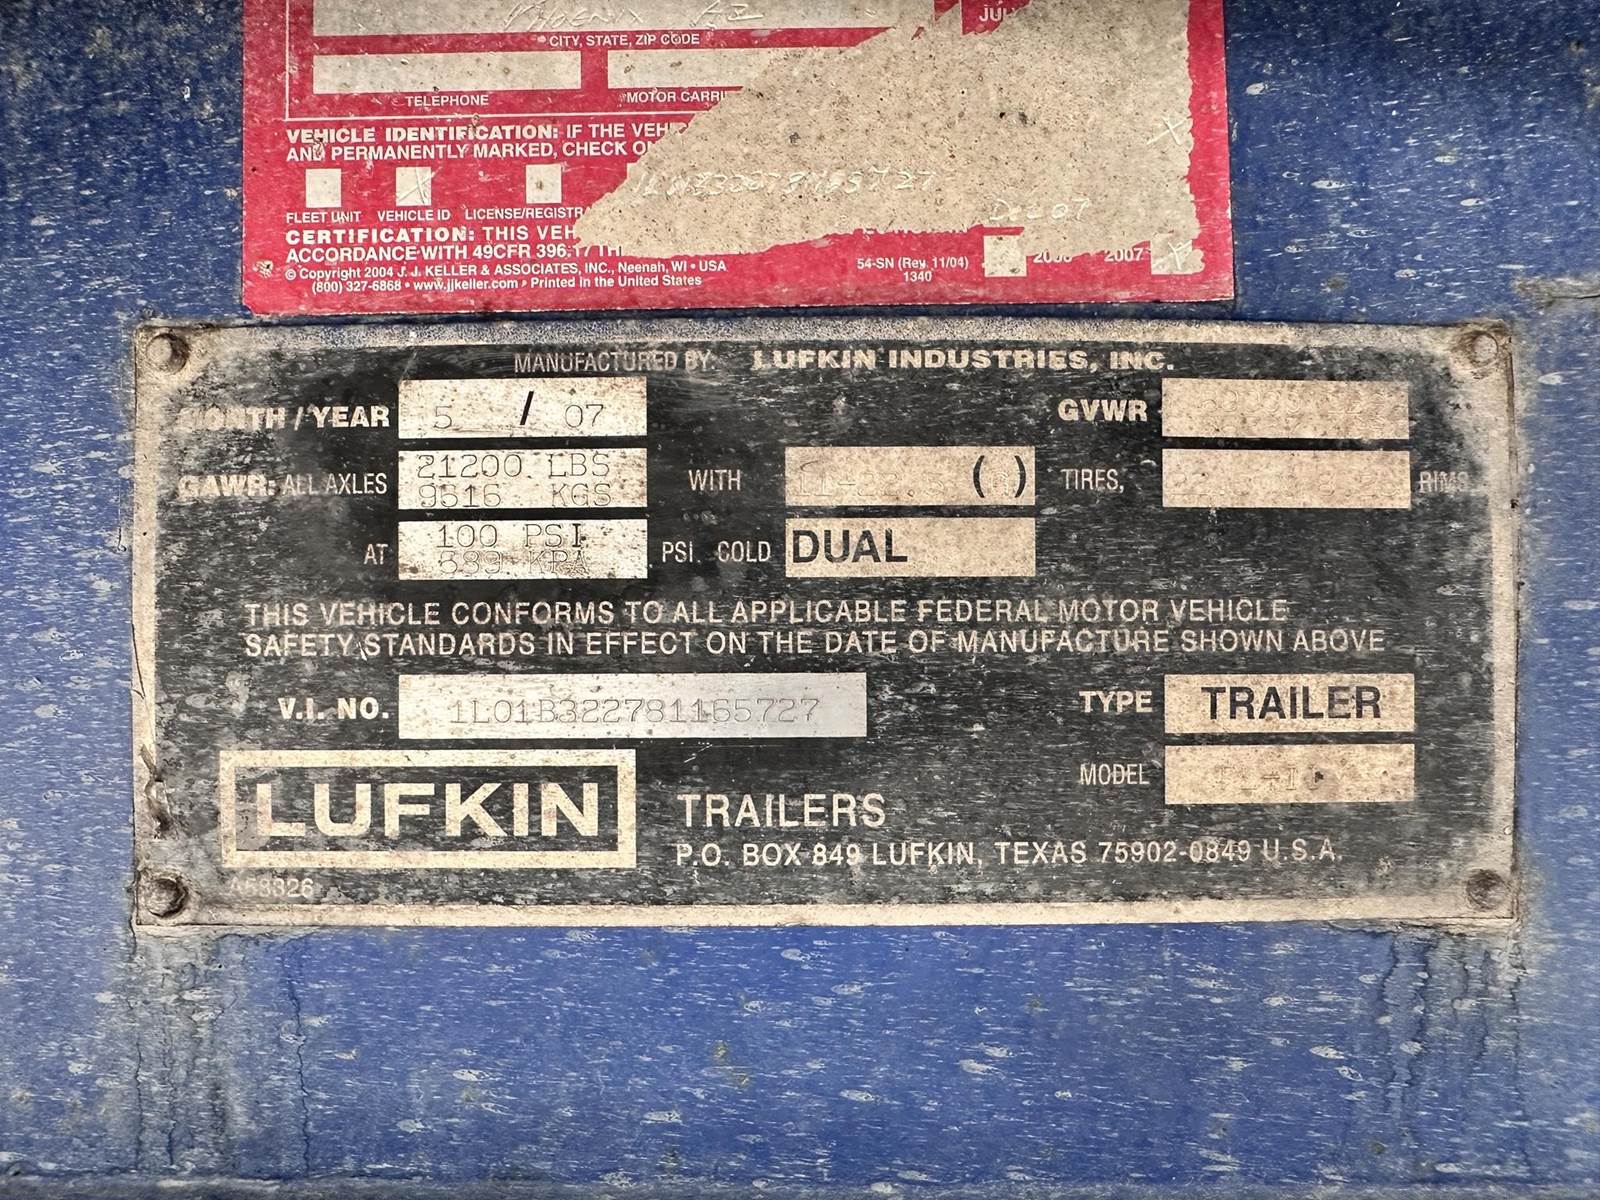 PHOENIX AZ
CITY, STATE, ZIP CODE
TELEPHONE
MOTOR
VEHICLE IDENTIFICATION: IF THE
AND PERMANENTLY MARKED, CHECK
FLEET UNIT VEHICLE ID
CERTIFICATION: THIS
ACCORDANCE WITH 49CFR 396.17
© Copyright 2004 J. J. KELLER & ASSOCIATES, INC., Neenah, WI • USA
(800) 327-6868 • www.jjkeller.com • Printed in the United States
54-SN (Rev. 11/04)
1340
2007
MANUFACTURED BY: LUFKIN INDUSTRIES, INC.
MONTH / YEAR 5 / 07 GVWR
GAWR: ALL AXLES 21200 LBS 9616 KGS WITH ( ) TIRES, RIMS
AT 100 PSI 689 KPA PSI. COLD DUAL
THIS VEHICLE CONFORMS TO ALL APPLICABLE FEDERAL MOTOR VEHICLE
SAFETY STANDARDS IN EFFECT ON THE DATE OF MANUFACTURE SHOWN ABOVE
V.I. NO. 1L01B322781165727 TYPE TRAILER
MODEL
LUFKIN TRAILERS
P.O. BOX 849 LUFKIN, TEXAS 75902-0849 U.S.A.
A58326